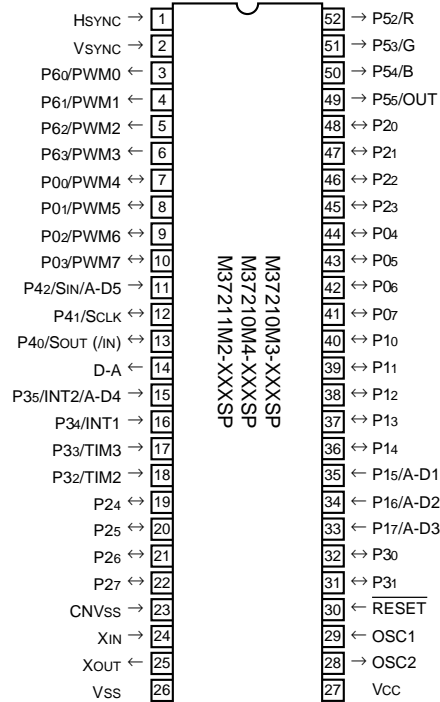 HSYNC → 1
VSYNC → 2
P60/PWM0 ← 3
P61/PWM1 ← 4
P62/PWM2 ← 5
P63/PWM3 ← 6
P00/PWM4 ↔ 7
P01/PWM5 ↔ 8
P02/PWM6 ↔ 9
P03/PWM7 ↔ 10
P42/SIN/A-D5 → 11
P41/SCLK ↔ 12
P40/SOUT (/IN) ↔ 13
D-A ← 14
P35/INT2/A-D4 → 15
P34/INT1 → 16
P33/TIM3 → 17
P32/TIM2 → 18
P24 ↔ 19
P25 ↔ 20
P26 ↔ 21
P27 ↔ 22
CNVSS → 23
XIN → 24
XOUT ← 25
VSS 26
M37210M3-XXXSP
M37210M4-XXXSP
M37211M2-XXXSP
52 → P52/R
51 → P53/G
50 → P54/B
49 → P55/OUT
48 ↔ P20
47 ↔ P21
46 ↔ P22
45 ↔ P23
44 ↔ P04
43 ↔ P05
42 ↔ P06
41 ↔ P07
40 ↔ P10
39 ↔ P11
38 ↔ P12
37 ↔ P13
36 ↔ P14
35 ← P15/A-D1
34 ← P16/A-D2
33 ← P17/A-D3
32 ↔ P30
31 ↔ P31
30 ← RESET
29 ← OSC1
28 → OSC2
27 VCC